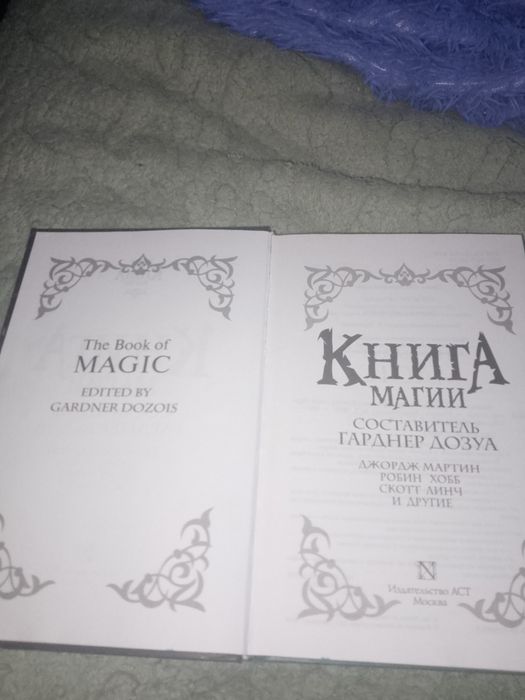 The Book of
MAGIC
EDITED BY
GARDNER DOZOIS
КНИГА
МАГИИ
СОСТАВИТЕЛЬ
ГАРДНЕР ДОЗУА
ДЖОРДЖ МАРТИН
РОБИН ХОББ
СКОТТ ЛИНЧ
И ДРУГИЕ
Издательство АСТ
Москва